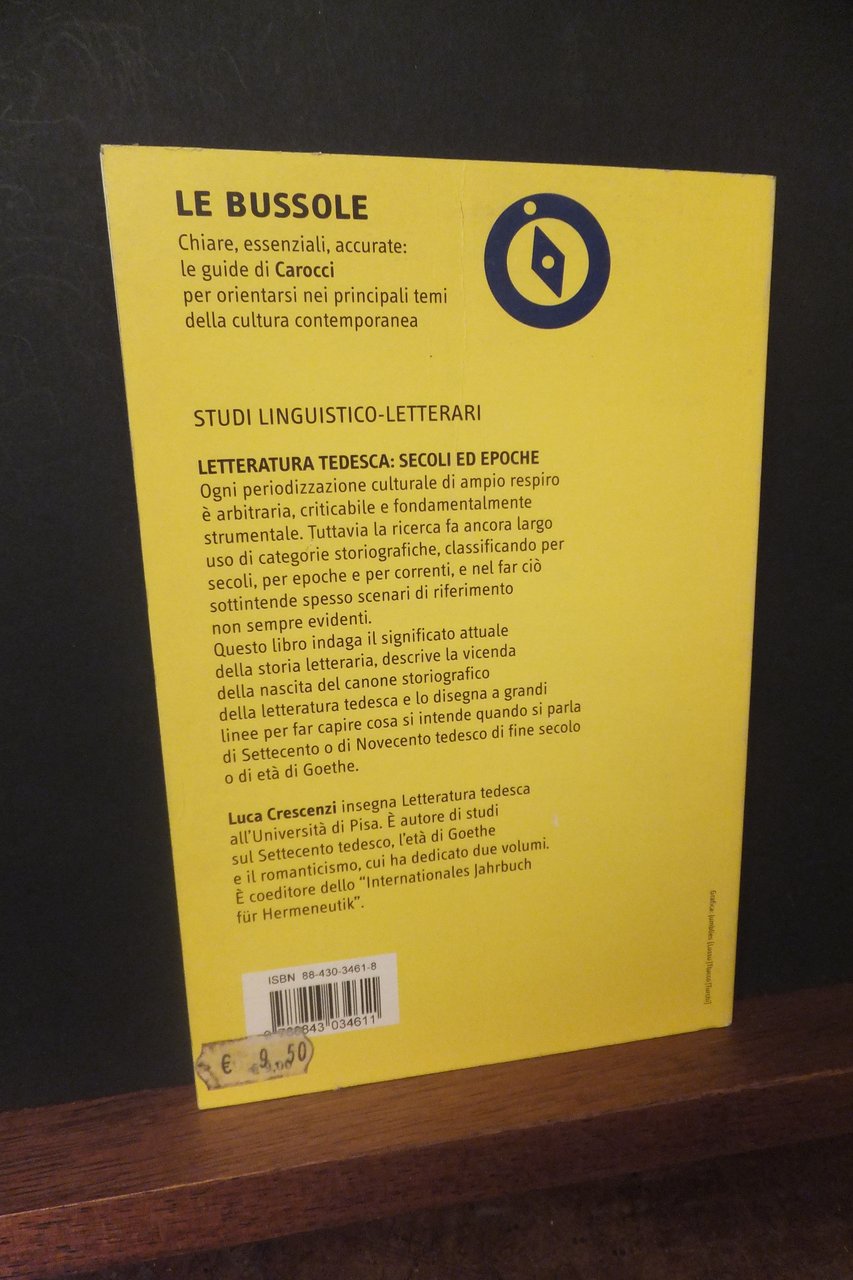 LE BUSSOLE
Chiare, essenziali, accurate:
le guide di Carocci
per orientarsi nei principali temi
della cultura contemporanea
STUDI LINGUISTICO-LETTERARI
LETTERATURA TEDESCA: SECOLI ED EPOCHE
Ogni periodizzazione culturale di ampio respiro
è arbitraria, criticabile e fondamentalmente
strumentale. Tuttavia la ricerca fa ancora largo
uso di categorie storiografiche, classificando per
secoli, per epoche e per correnti, e nel far ciò
sottintende spesso scenari di riferimento
non sempre evidenti.
Questo libro indaga il significato attuale
della storia letteraria, descrive la vicenda
della nascita del canone storiografico
della letteratura tedesca e lo disegna a grandi
linee per far capire cosa si intende quando si parla
di Settecento o di Novecento tedesco di fine secolo
o di età di Goethe.
Luca Crescenzi insegna Letteratura tedesca
all'Università di Pisa. È autore di studi
sul Settecento tedesco, l'età di Goethe
e il romanticismo, cui ha dedicato due volumi.
È coeditore dello "Internationales Jahrbuch
für Hermeneutik".
Grafica: Jumblies
ISBN 88-430-3461-8
034611
€ 9,50